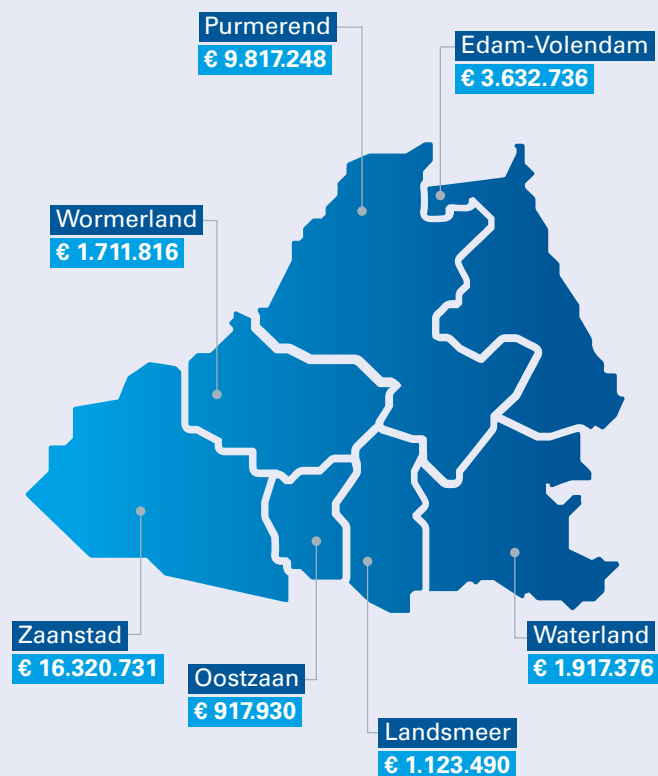 Purmerend
€ 9.817.248
Edam-Volendam
€ 3.632.736
Wormerland
€ 1.711.816
Zaanstad
€ 16.320.731
Oostzaan
€ 917.930
Landsmeer
€ 1.123.490
Waterland
€ 1.917.376